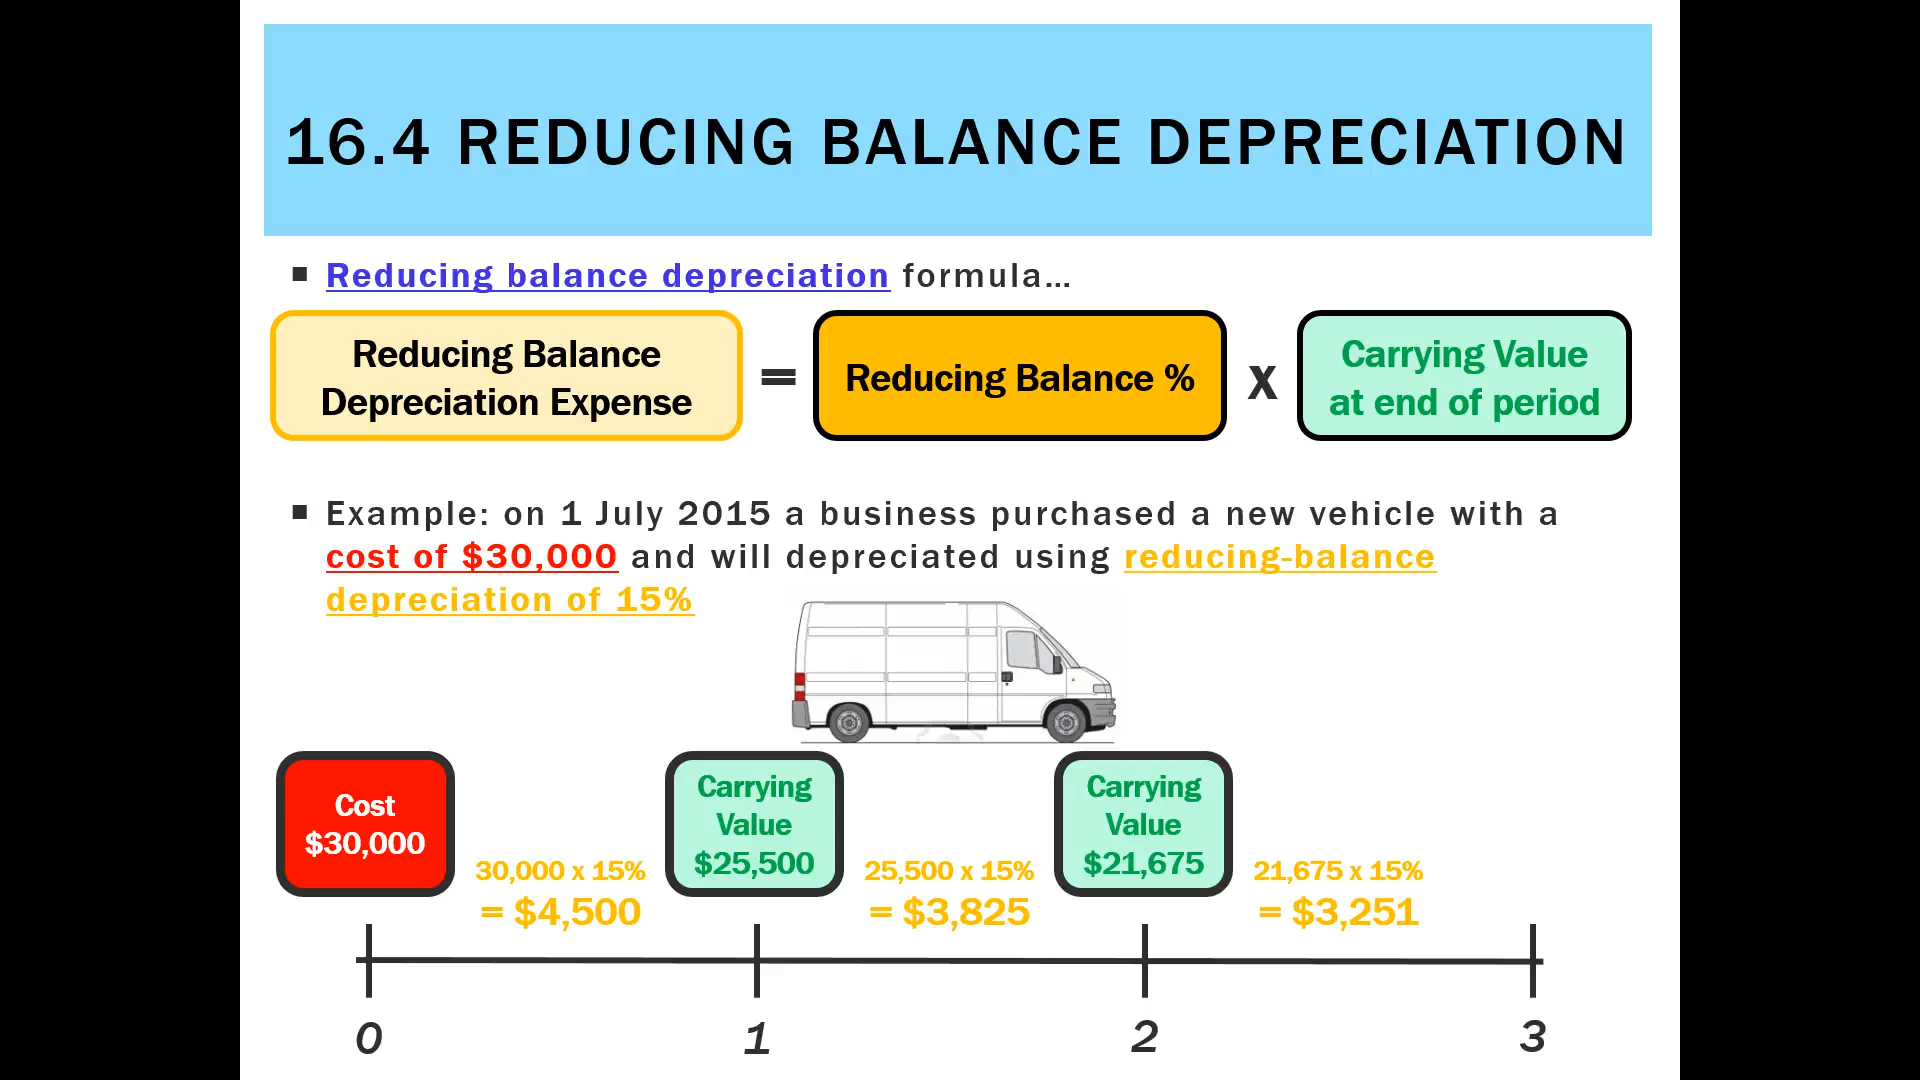 16.4 REDUCING BALANCE DEPRECIATION
Reducing balance depreciation formula...
Reducing Balance
Depreciation Expense
=
Reducing Balance %
x
Carrying Value
at end of period
Example: on 1 July 2015 a business purchased a new vehicle with a
cost of $30,000 and will depreciated using reducing-balance
depreciation of 15%
Cost
$30,000
30,000 x 15%
= $4,500
Carrying
Value
$25,500
25,500 x 15%
= $3,825
Carrying
Value
$21,675
21,675 x 15%
= $3,251
0
1
2
3